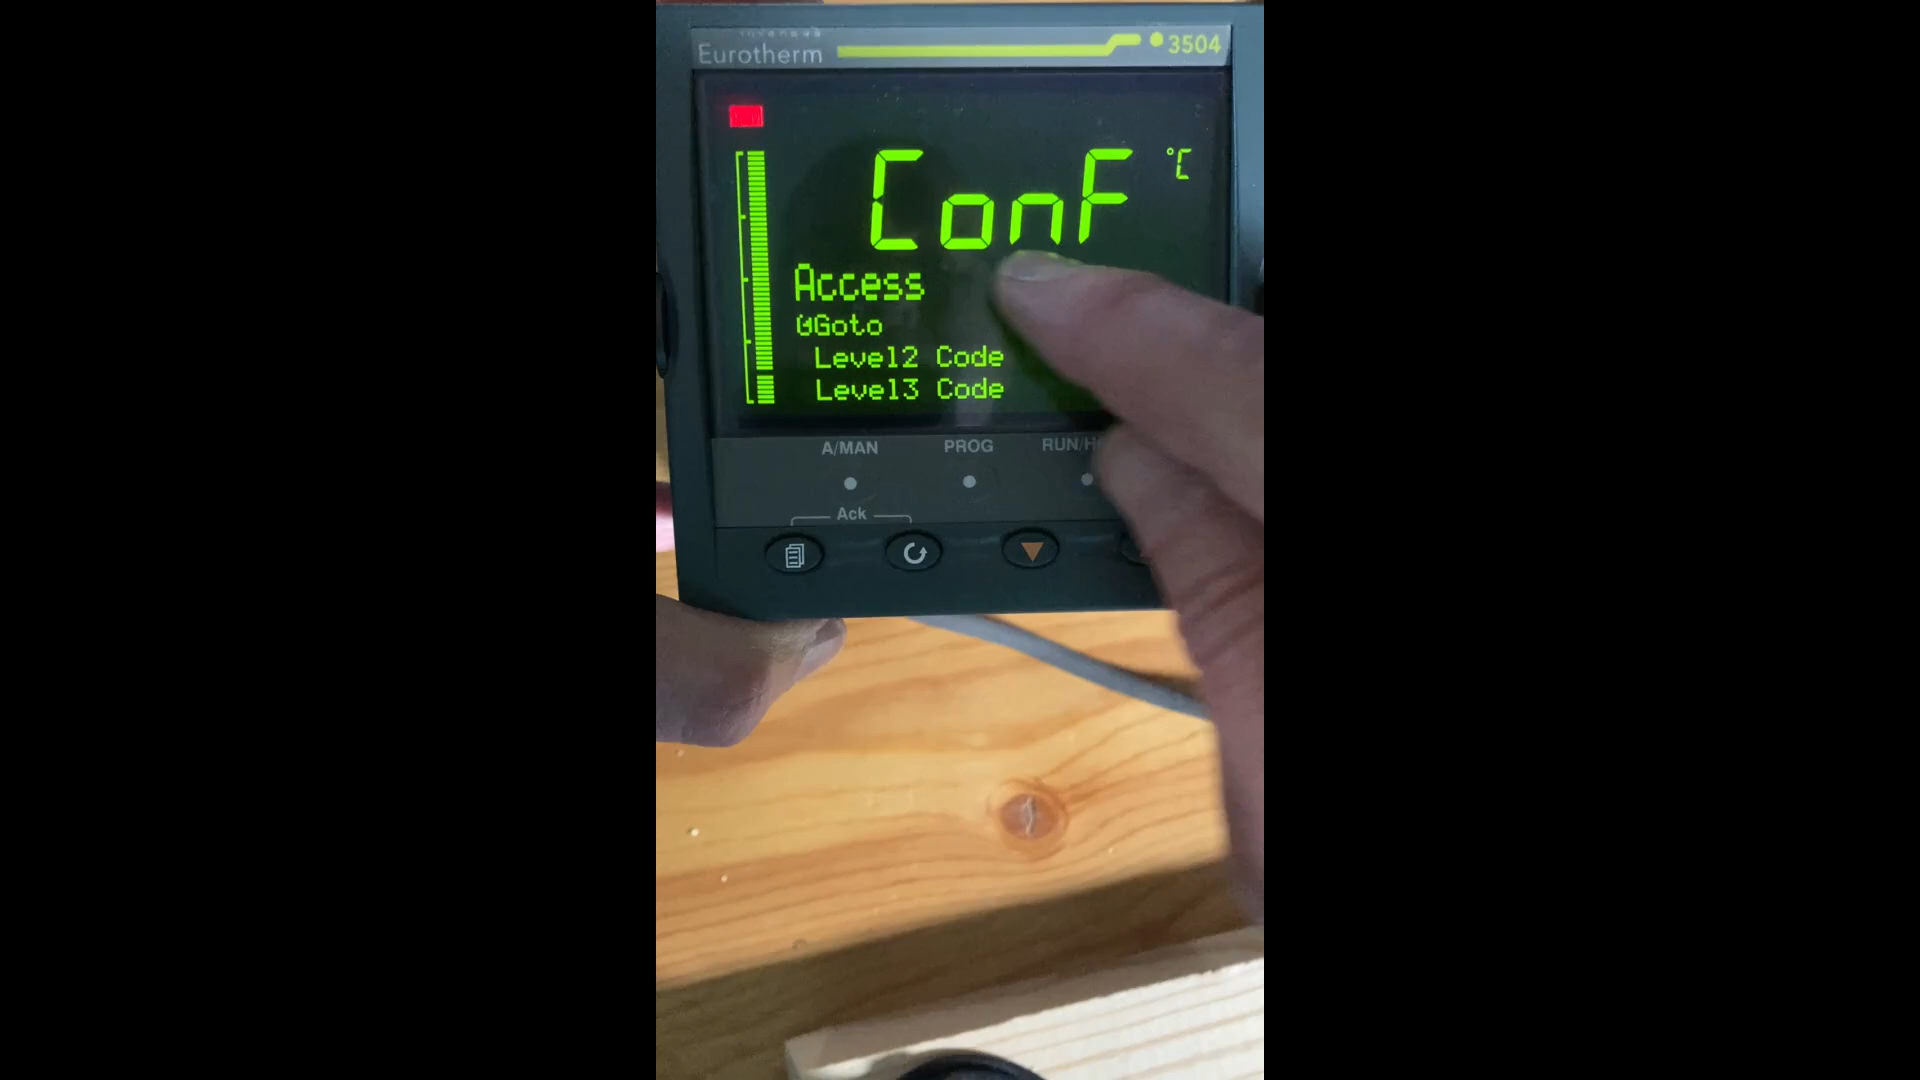 Eurotherm 3504
ConF °C
Access
Goto
Level2 Code
Level3 Code
A/MAN PROG
Ack